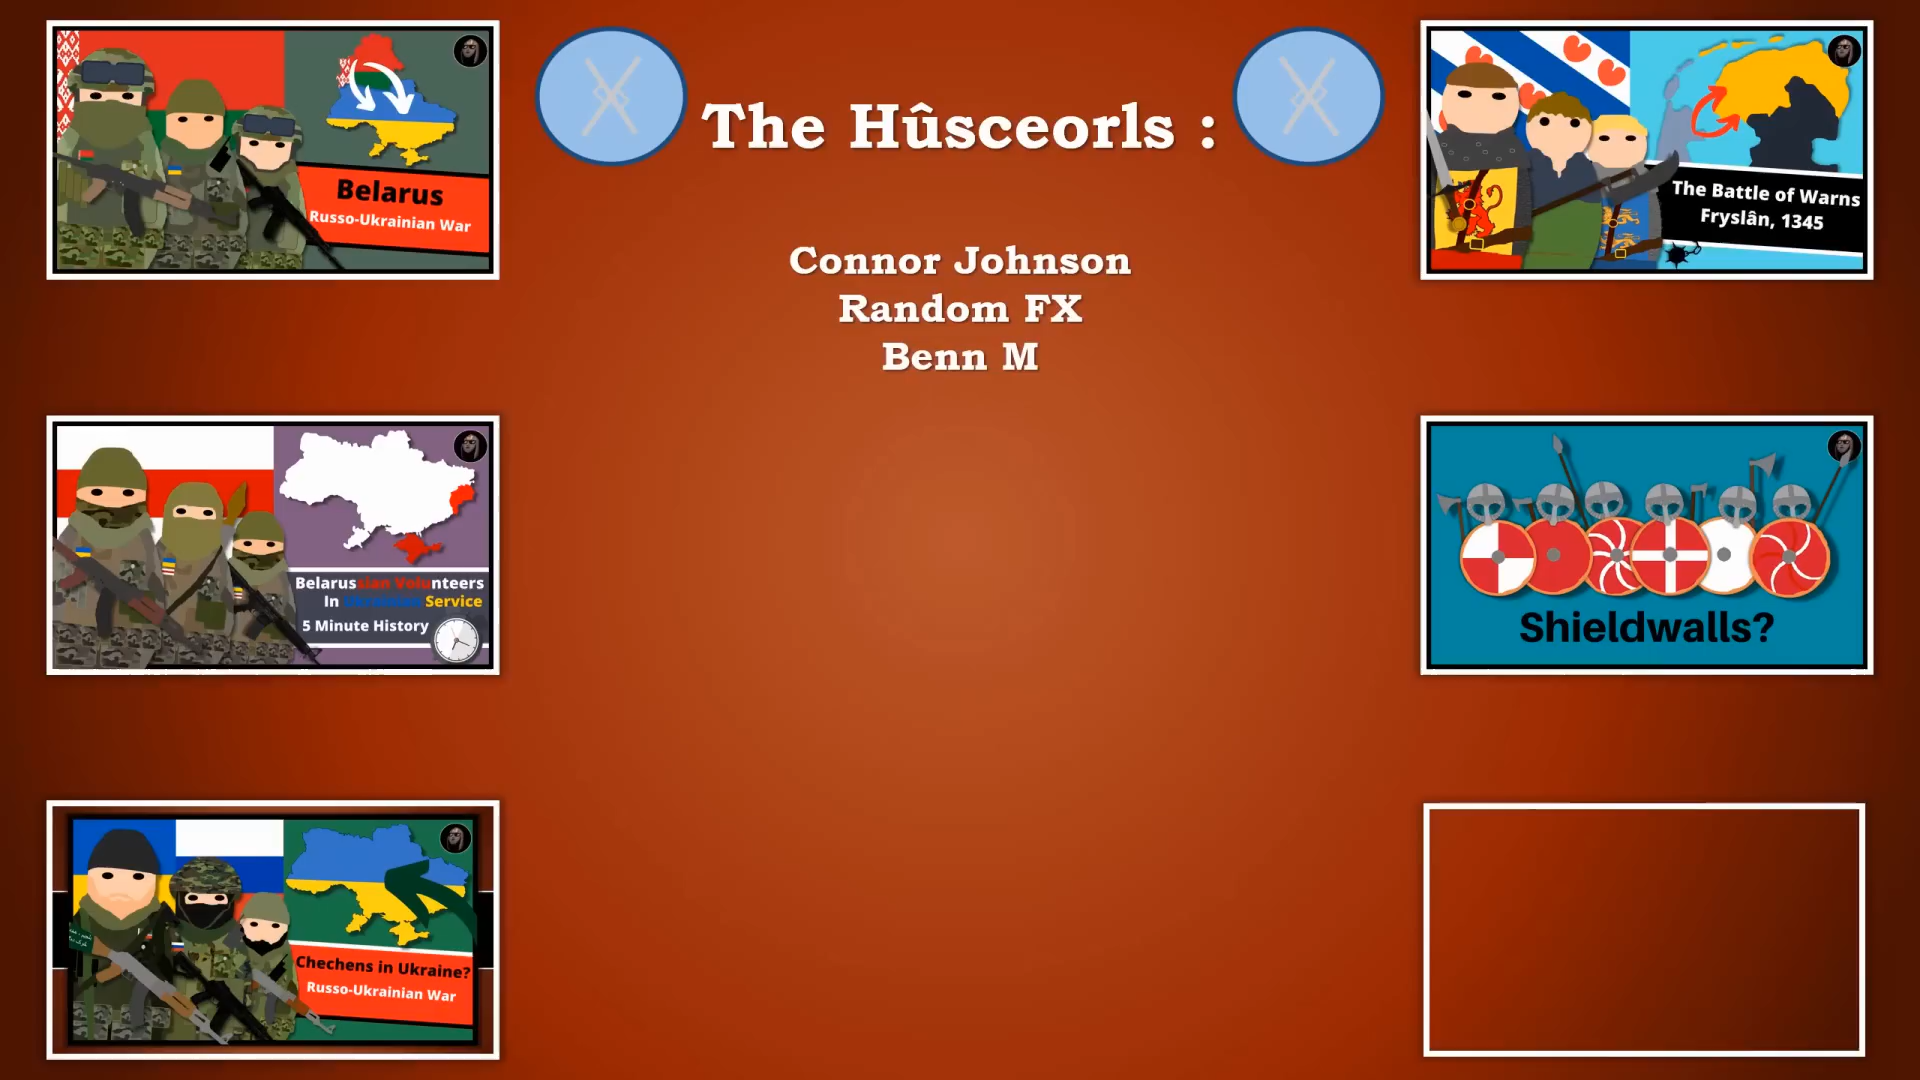 The Hûsceorls :
Connor Johnson
Random FX
Benn M
Belarus
Russo-Ukrainian War
Belarussian Volunteers
In Ukrainian Service
5 Minute History
Chechens in Ukraine?
Russo-Ukrainian War
The Battle of Warns
Fryslân, 1345
Shieldwalls?